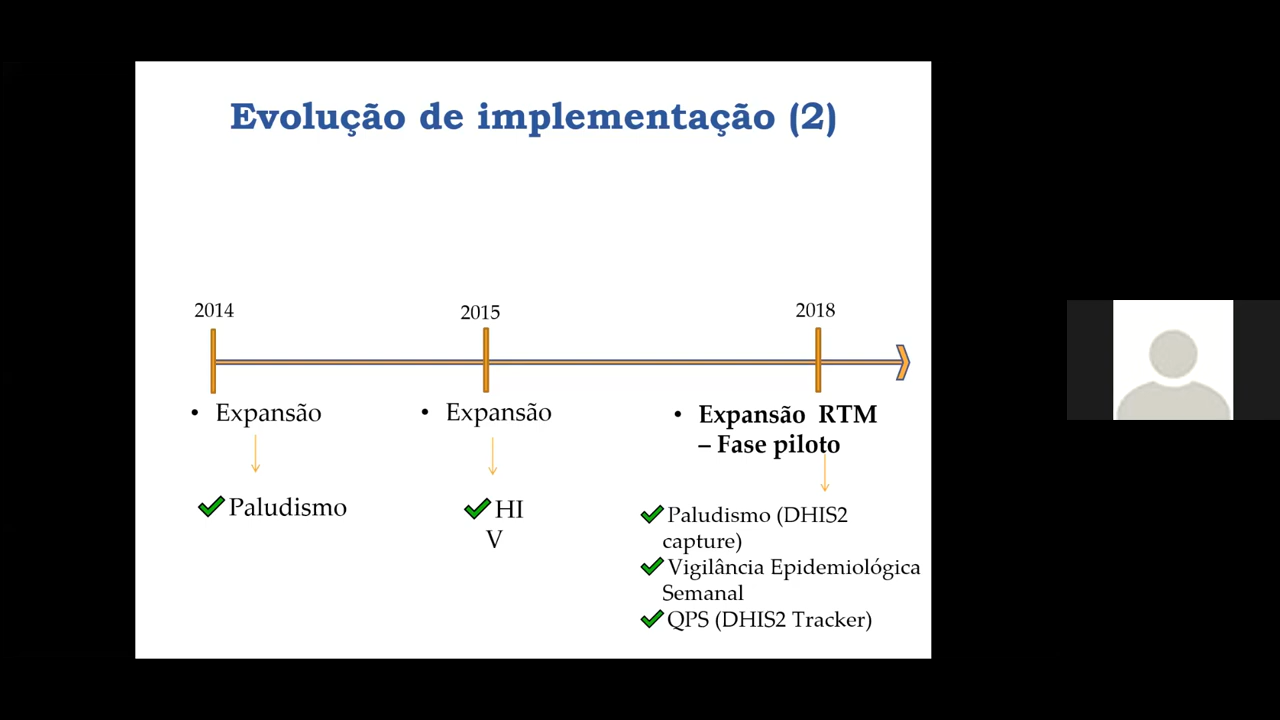 Evolução de implementação (2)
2014
2015
2018
• Expansão
• Expansão
• Expansão RTM
– Fase piloto
Paludismo
HI
V
Paludismo (DHIS2
capture)
Vigilância Epidemiológica
Semanal
QPS (DHIS2 Tracker)